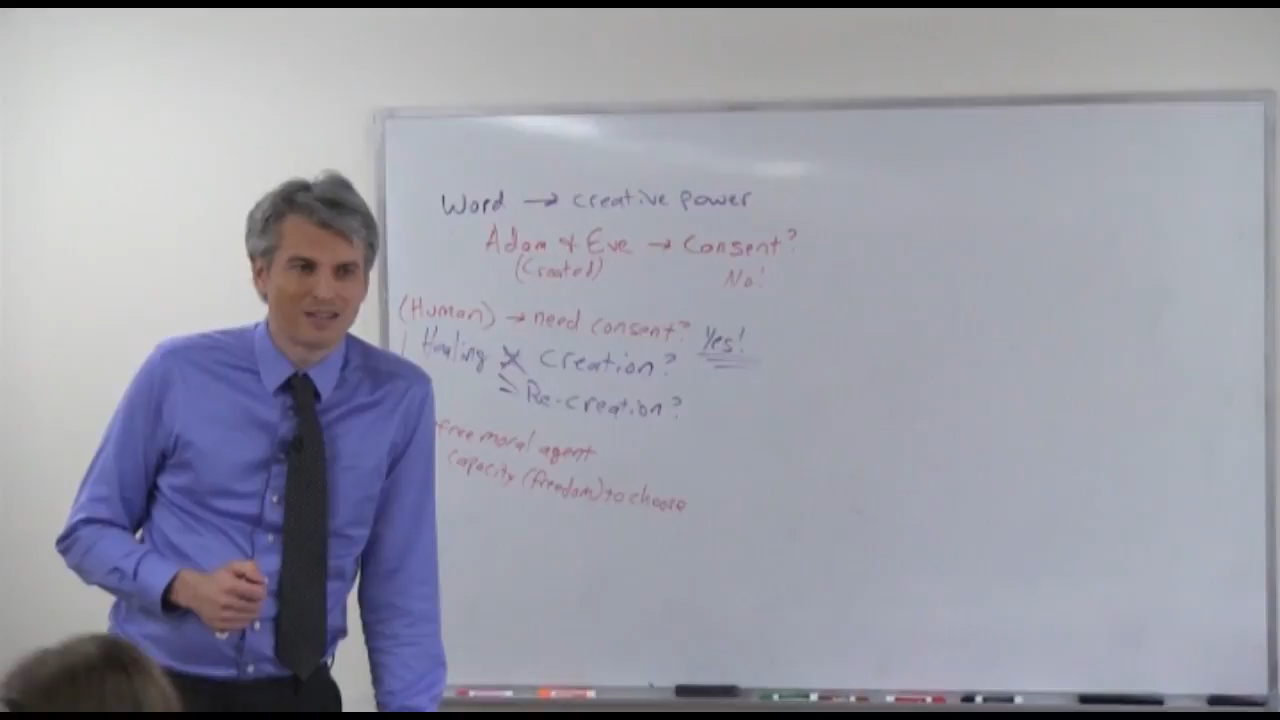 Word → creative power
Adam & Eve → Consent?
(Created) No!
(Human) → need consent? Yes!
Healing X Creation?
> Re-creation?
free moral agent
capacity (freedom) to choose